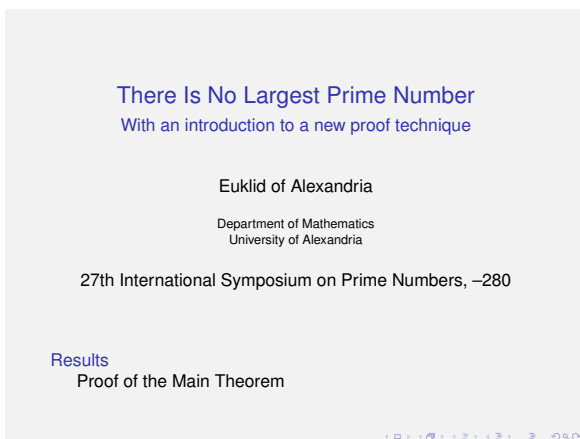 There Is No Largest Prime Number
With an introduction to a new proof technique
Euklid of Alexandria
Department of Mathematics
University of Alexandria
27th International Symposium on Prime Numbers, –280
Results
Proof of the Main Theorem